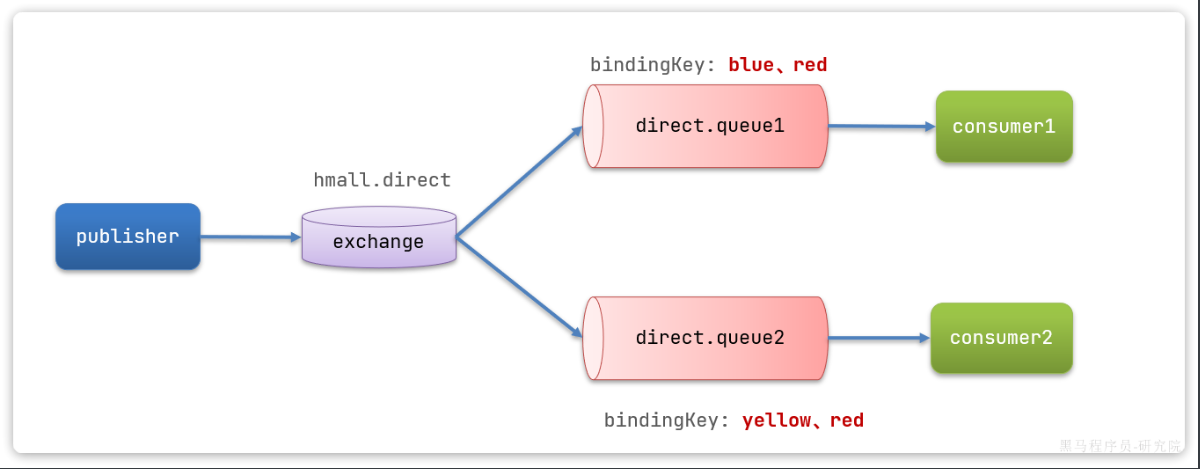 bindingKey: blue、red
direct.queue1
consumer1
hmall.direct
publisher
exchange
direct.queue2
consumer2
bindingKey: yellow、red
黑马程序员-研究院